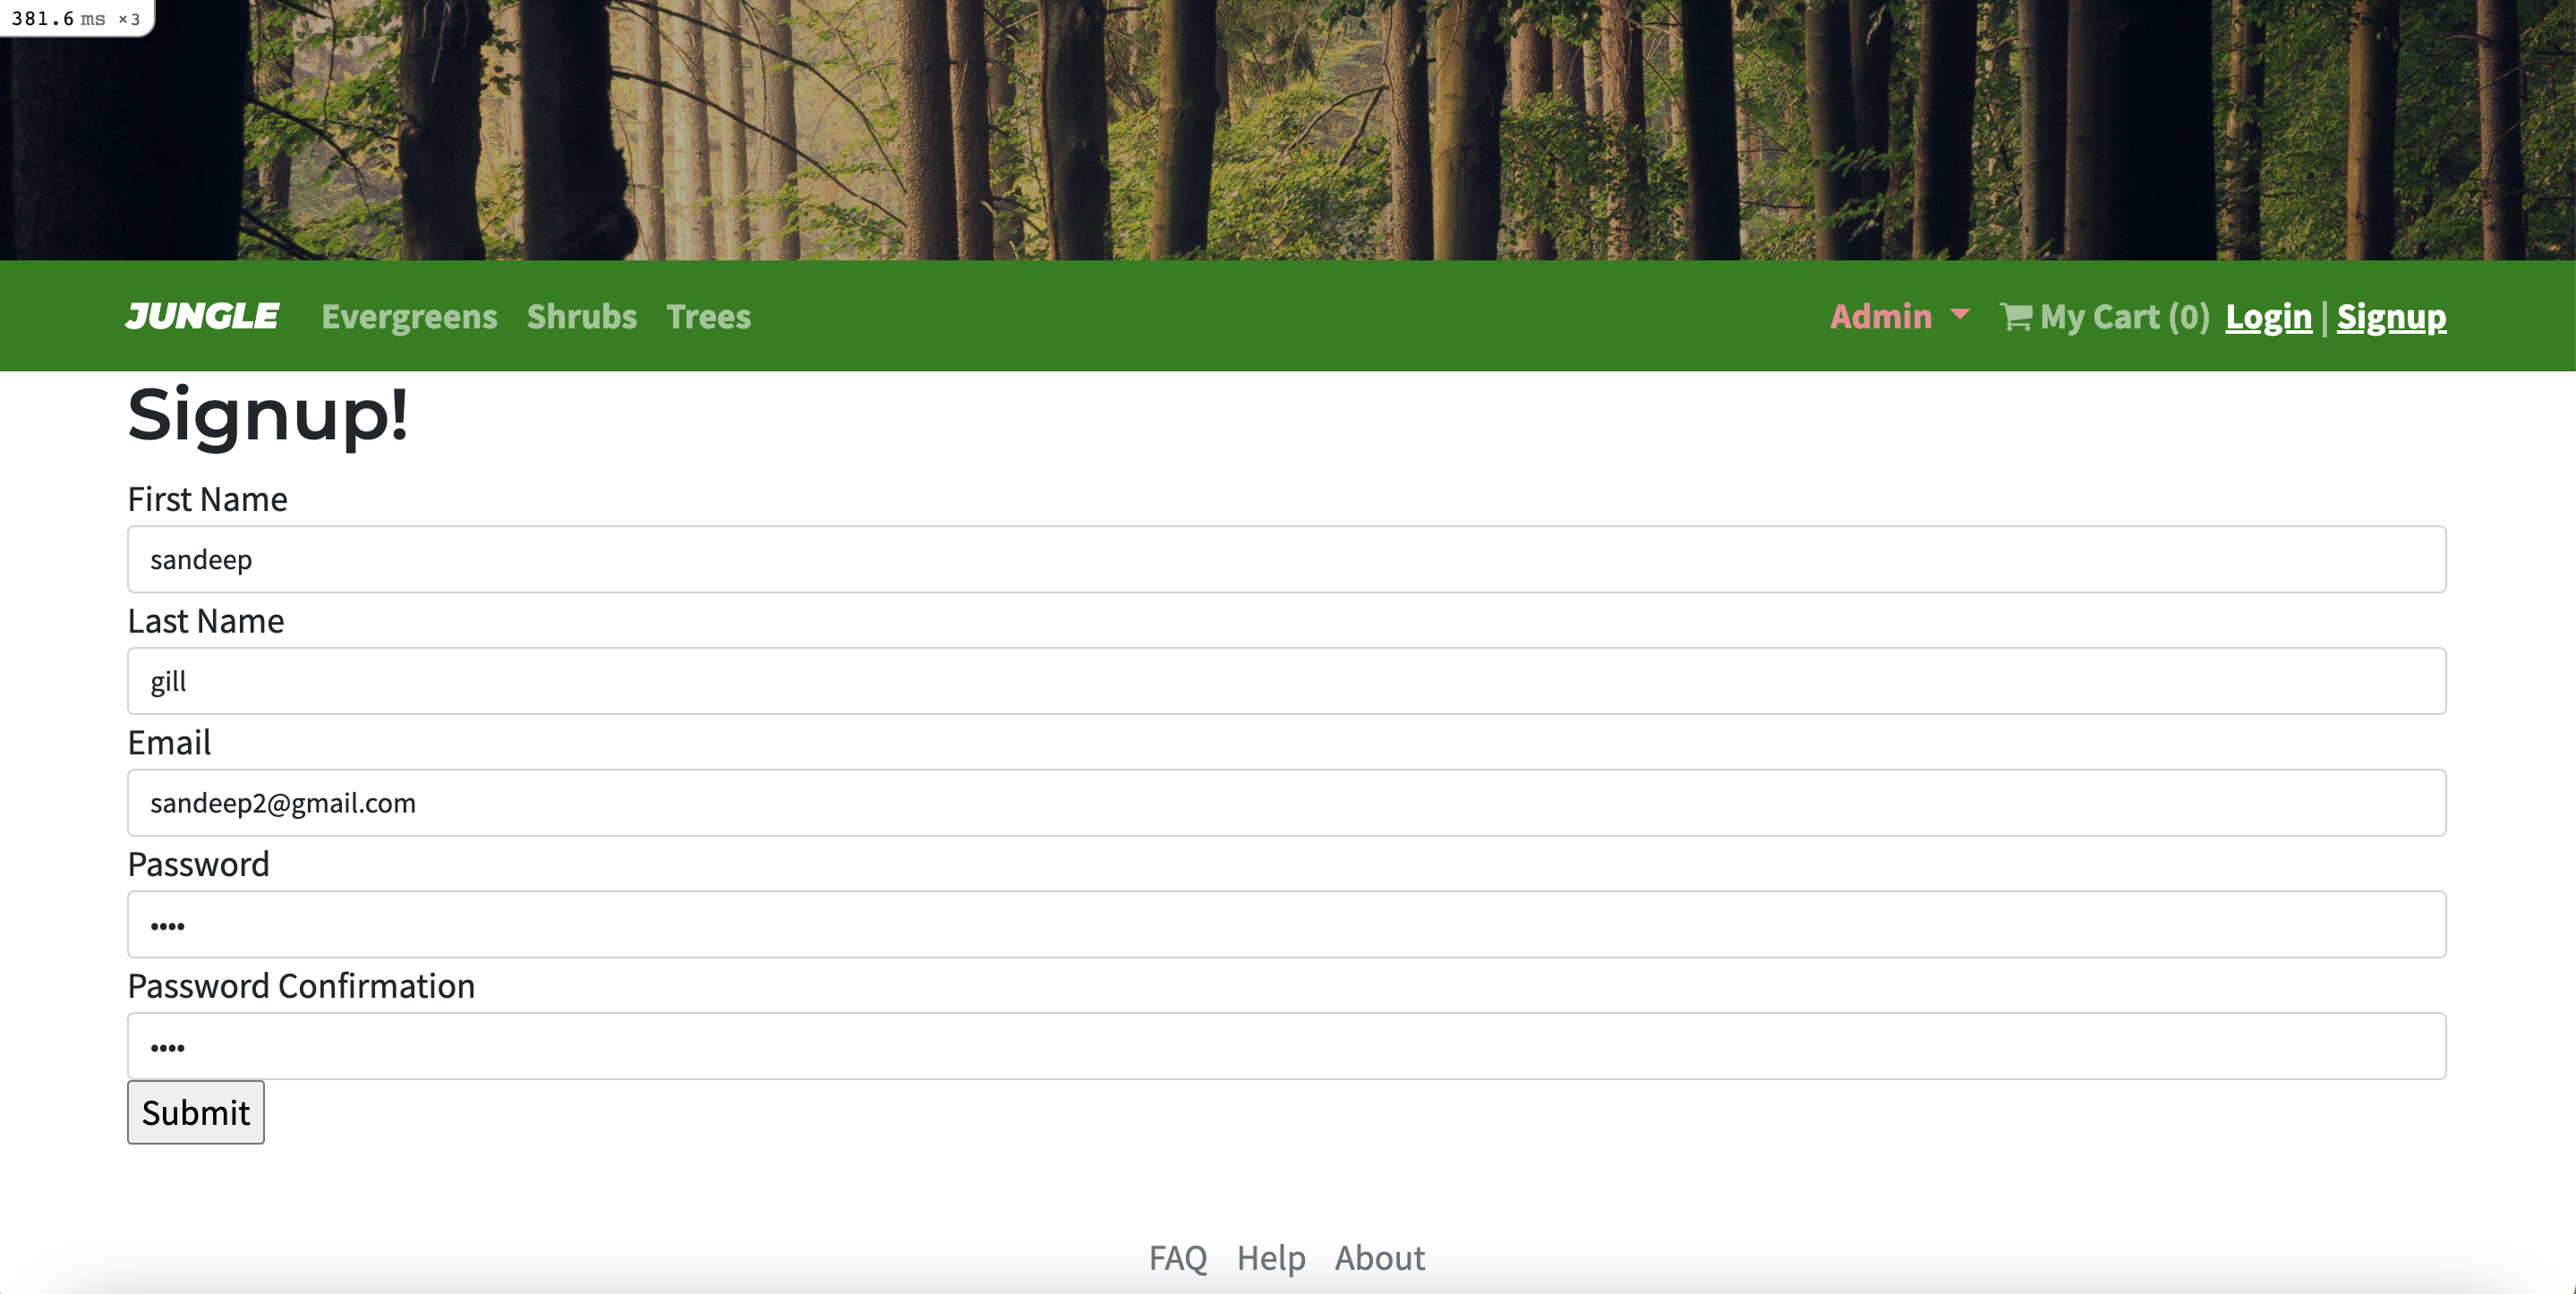 381.6 ms ×3
JUNGLE Evergreens Shrubs Trees Admin My Cart (0) Login | Signup
Signup!
First Name
sandeep
Last Name
gill
Email
sandeep2@gmail.com
Password
••••
Password Confirmation
••••
Submit
FAQ Help About